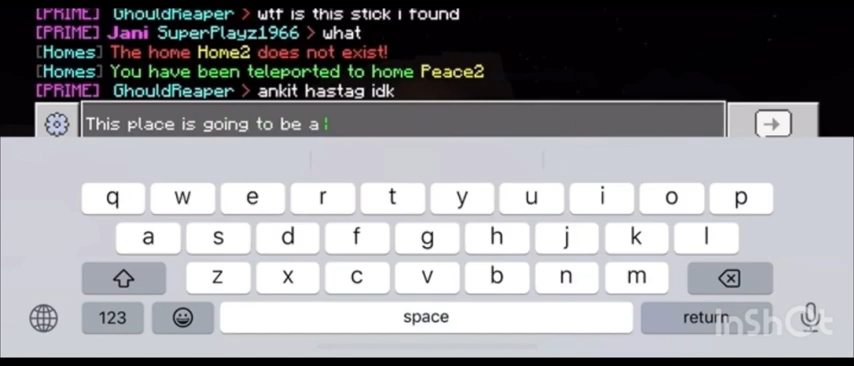 [PRIME] GhoulReaper > wtf is this stick i found
[PRIME] Jani SuperPlayz1966 > what
[Homes] The home Home2 does not exist!
[Homes] You have been teleported to home Peace2
[PRIME] GhouldReaper > ankit hastag idk
This place is going to be a
q w e r t y u i o p
a s d f g h j k l
z x c v b n m
123 space return
InShOt